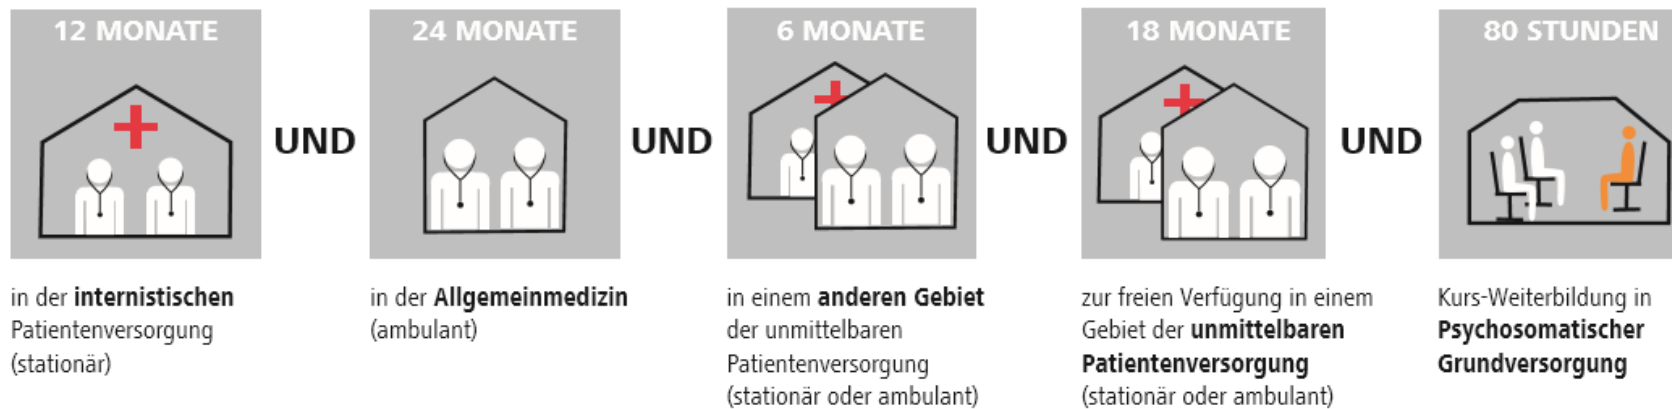 12 MONATE
in der internistischen
Patientenversorgung
(stationär)
UND
24 MONATE
in der Allgemeinmedizin
(ambulant)
UND
6 MONATE
in einem anderen Gebiet
der unmittelbaren
Patientenversorgung
(stationär oder ambulant)
UND
18 MONATE
zur freien Verfügung in einem
Gebiet der unmittelbaren
Patientenversorgung
(stationär oder ambulant)
UND
80 STUNDEN
Kurs-Weiterbildung in
Psychosomatischer
Grundversorgung